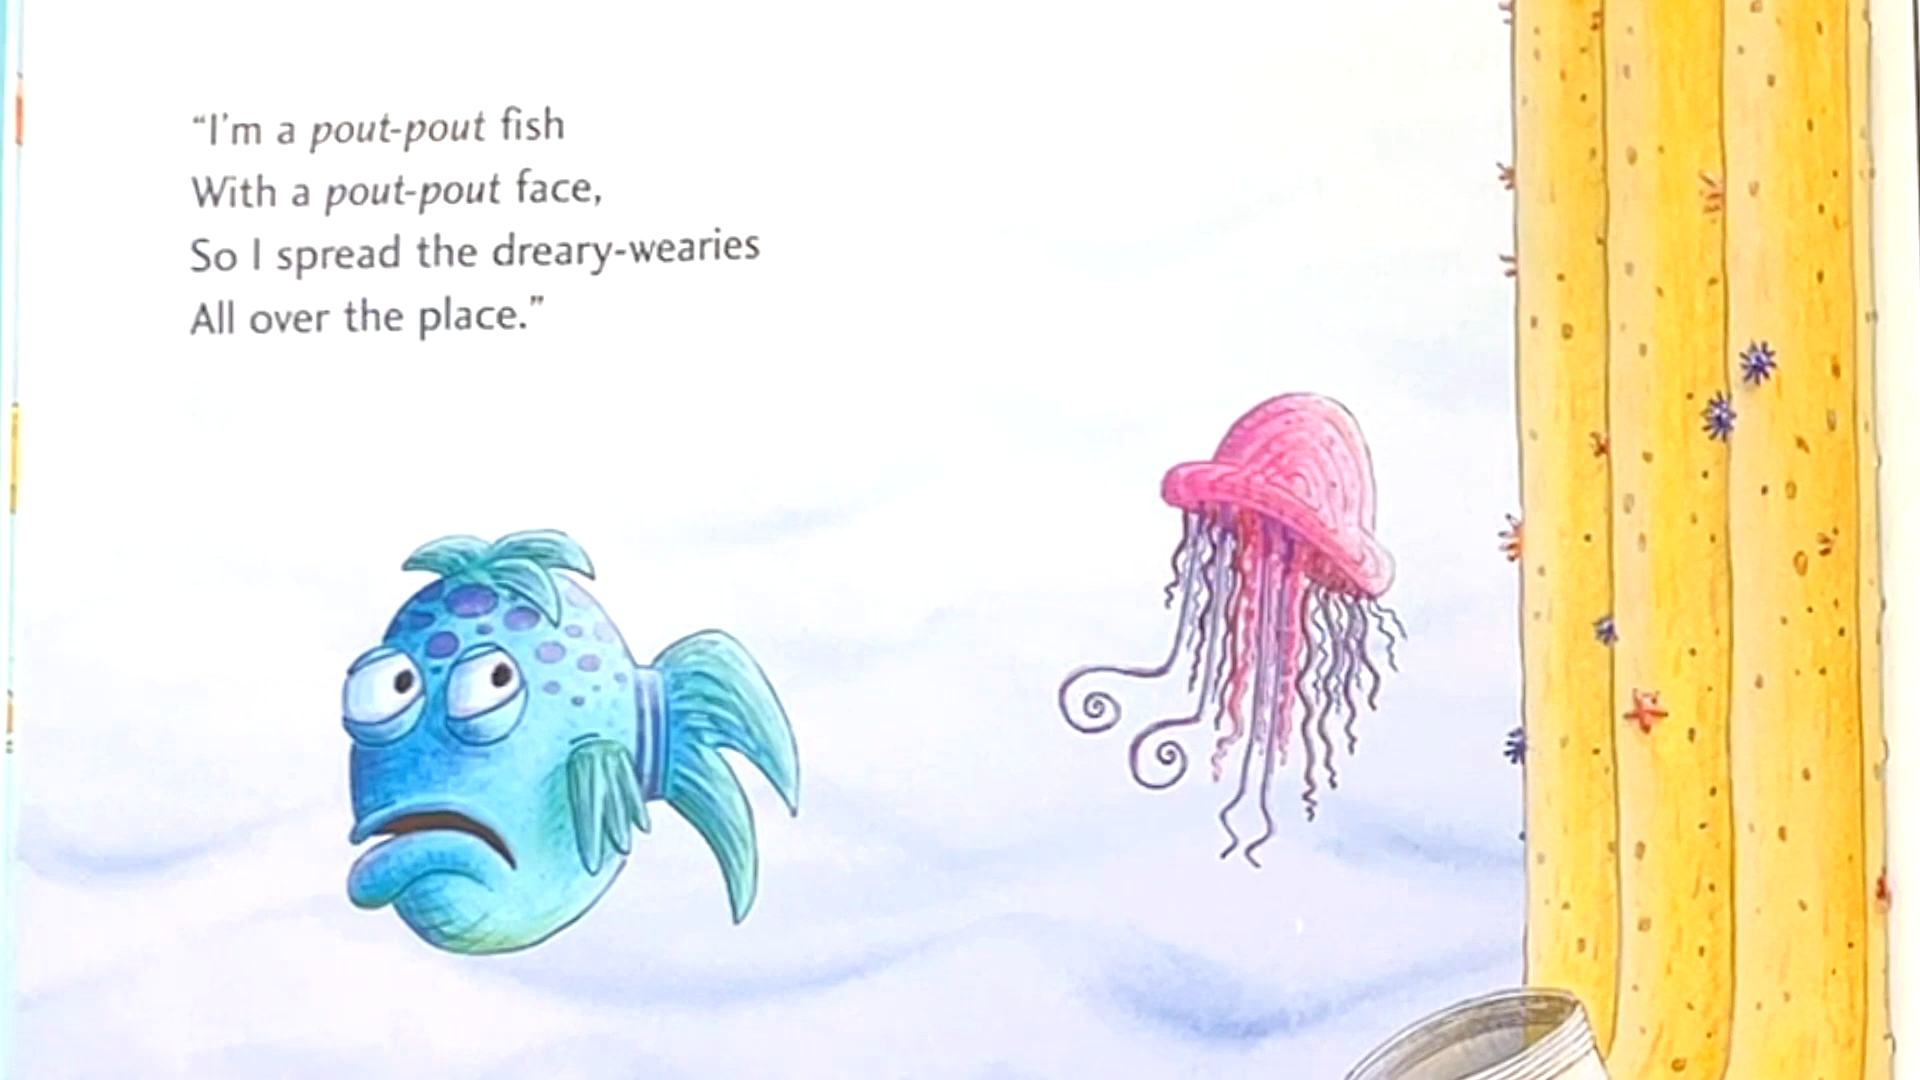 “I’m a pout-pout fish
With a pout-pout face,
So I spread the dreary-wearies
All over the place.”